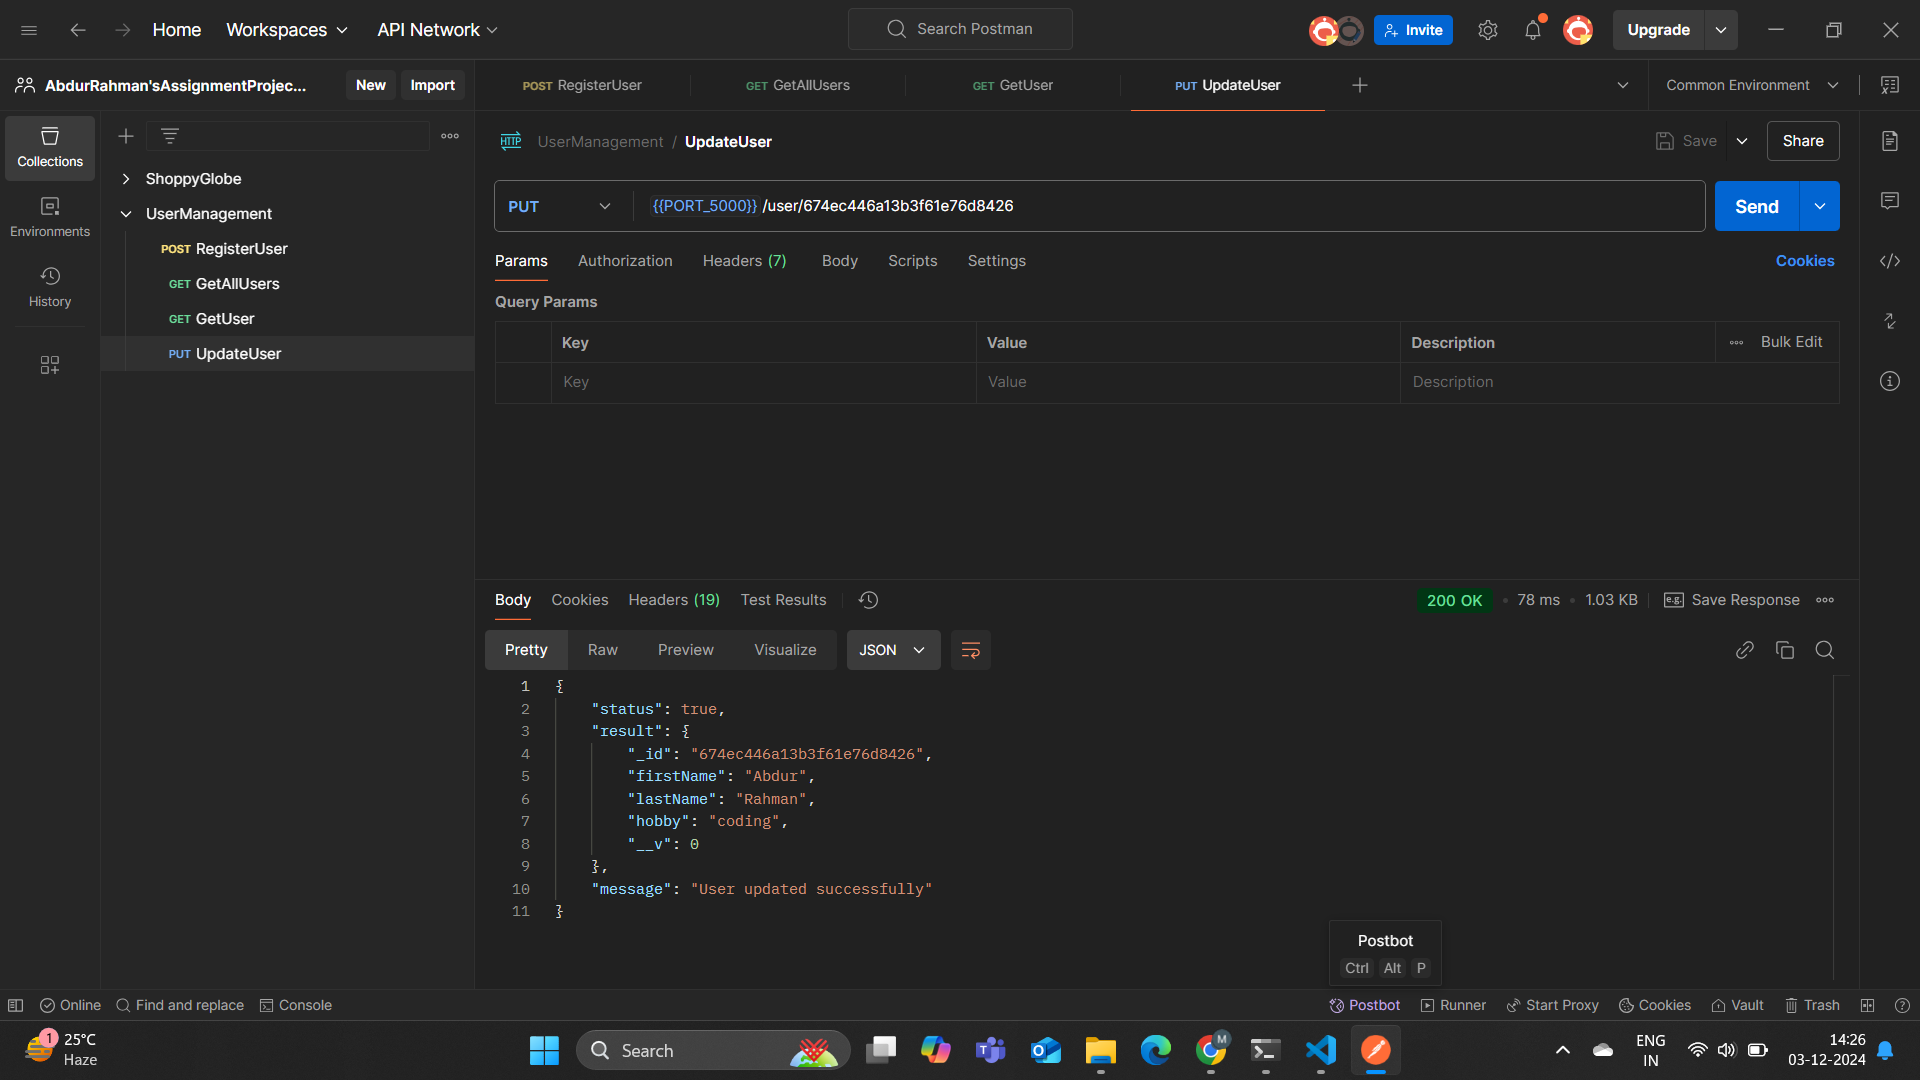 Home Workspaces API Network Search Postman Invite Upgrade
AbdurRahman'sAssignmentProjec... New Import POST RegisterUser GET GetAllUsers GET GetUser PUT UpdateUser Common Environment
Collections
Environments
History
ShoppyGlobe
UserManagement
POST RegisterUser
GET GetAllUsers
GET GetUser
PUT UpdateUser
HTTP UserManagement / UpdateUser Save Share
PUT {{PORT_5000}} /user/674ec446a13b3f61e76d8426 Send
Params Authorization Headers (7) Body Scripts Settings Cookies
Query Params
Key Value Description Bulk Edit
Key Value Description
Body Cookies Headers (19) Test Results 200 OK 78 ms 1.03 KB e.g. Save Response
Pretty Raw Preview Visualize JSON
1 {
2 "status": true,
3 "result": {
4 "_id": "674ec446a13b3f61e76d8426",
5 "firstName": "Abdur",
6 "lastName": "Rahman",
7 "hobby": "coding",
8 "__v": 0
9 },
10 "message": "User updated successfully"
11 }
Postbot
Ctrl Alt P
Online Find and replace Console Postbot Runner Start Proxy Cookies Vault Trash
1 25°C
Haze
Search
M
ENG
IN
14:26
03-12-2024